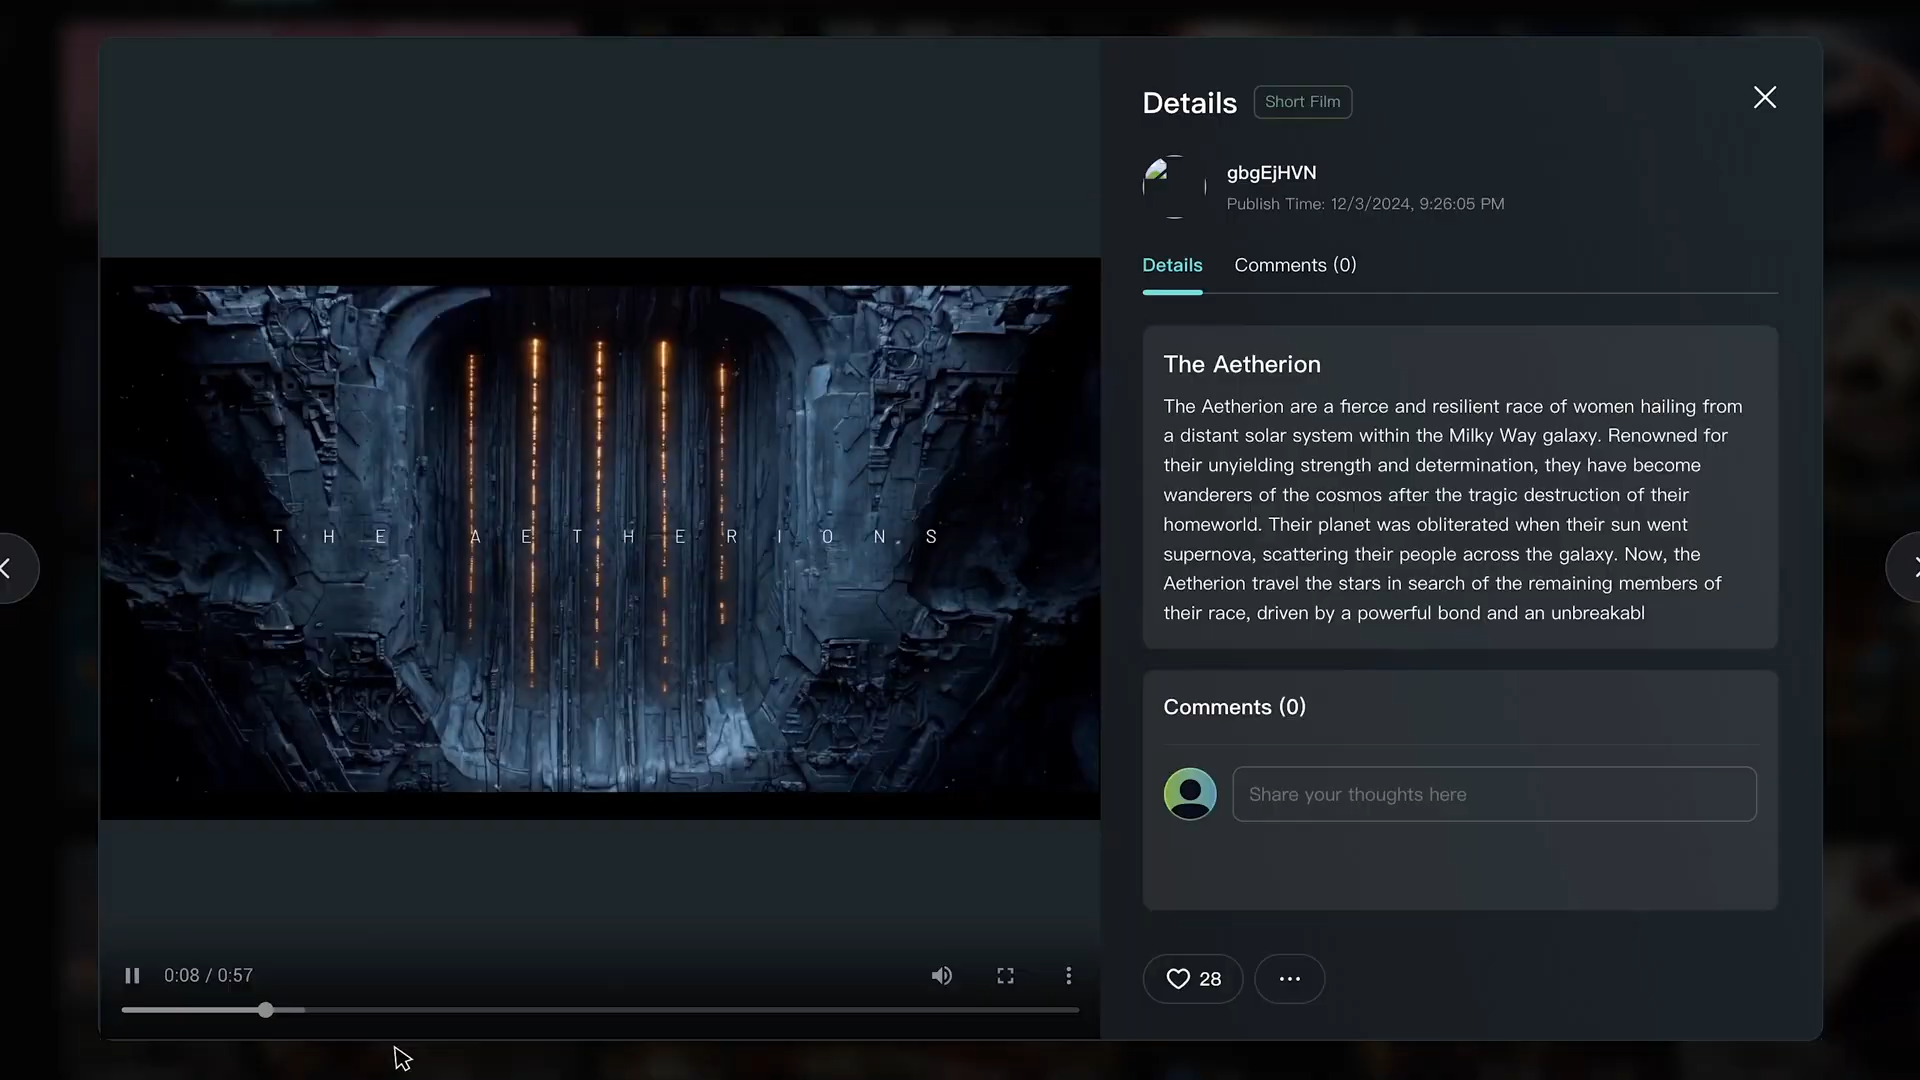 Details
Short Film
gbgEjHVN
Publish Time: 12/3/2024, 9:26:05 PM
Details
Comments (0)
The Aetherion
The Aetherion are a fierce and resilient race of women hailing from
a distant solar system within the Milky Way galaxy. Renowned for
their unyielding strength and determination, they have become
wanderers of the cosmos after the tragic destruction of their
homeworld. Their planet was obliterated when their sun went
supernova, scattering their people across the galaxy. Now, the
Aetherion travel the stars in search of the remaining members of
their race, driven by a powerful bond and an unbreakabl
THE AETHERIONS
Comments (0)
Share your thoughts here
0:08 / 0:57
28